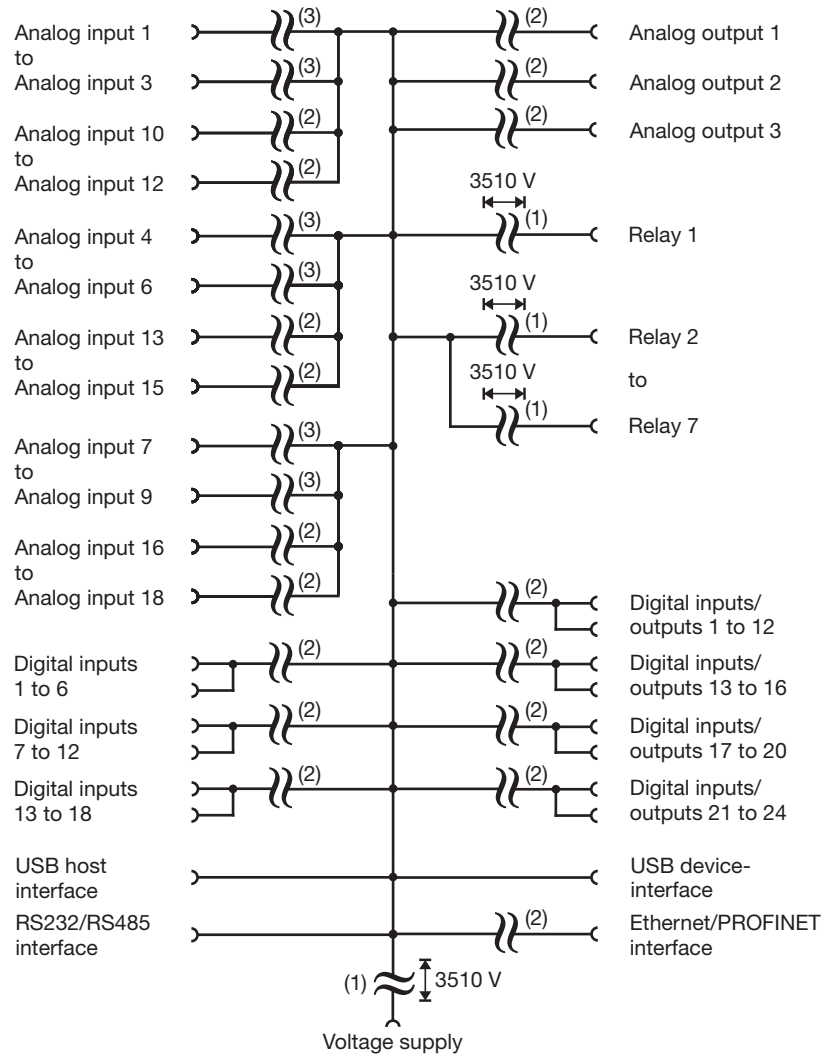 Analog input 1
to
Analog input 3
Analog input 10
to
Analog input 12
Analog input 4
to
Analog input 6
Analog input 13
to
Analog input 15
Analog input 7
to
Analog input 9
Analog input 16
to
Analog input 18
Digital inputs
1 to 6
Digital inputs
7 to 12
Digital inputs
13 to 18
USB host
interface
RS232/RS485
interface
(3)
(3)
(2)
(2)
(3)
(3)
(2)
(2)
(3)
(3)
(2)
(2)
(2)
(2)
(2)
(2)
Analog output 1
(2)
Analog output 2
(2)
Analog output 3
3510 V
(1)
Relay 1
3510 V
(1)
Relay 2
to
3510 V
(1)
Relay 7
(2)
Digital inputs/
outputs 1 to 12
(2)
Digital inputs/
outputs 13 to 16
(2)
Digital inputs/
outputs 17 to 20
(2)
Digital inputs/
outputs 21 to 24
USB device-
interface
(2)
Ethernet/PROFINET
interface
(1)
3510 V
Voltage supply